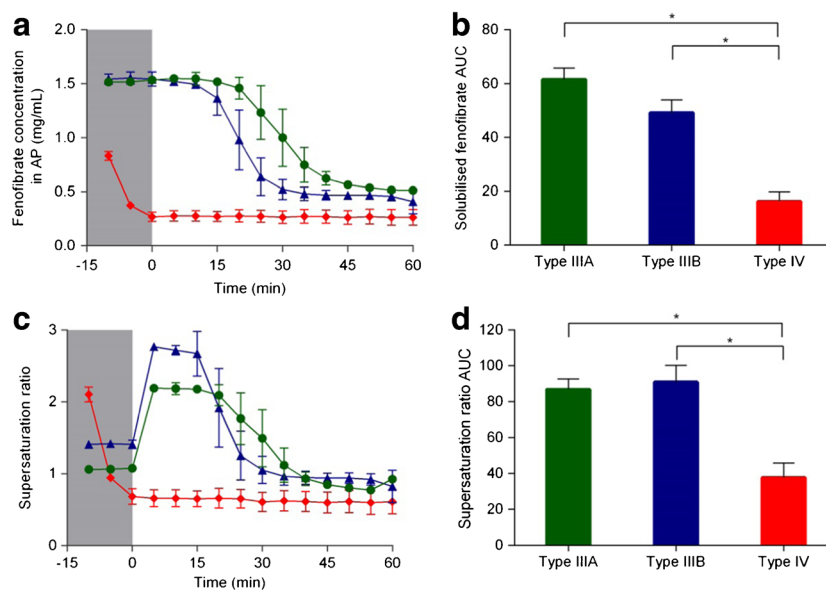 a
2.0
1.5
1.0
0.5
0.0
Fenofibrate concentration
in AP (mg/mL)
-15 0 15 30 45 60
Time (min)
b
80
60
40
20
0
Solubilised fenofibrate AUC
*
*
Type IIIA Type IIIB Type IV
c
3
2
1
0
Supersaturation ratio
-15 0 15 30 45 60
Time (min)
d
120
100
80
60
40
20
0
Supersaturation ratio AUC
*
*
Type IIIA Type IIIB Type IV